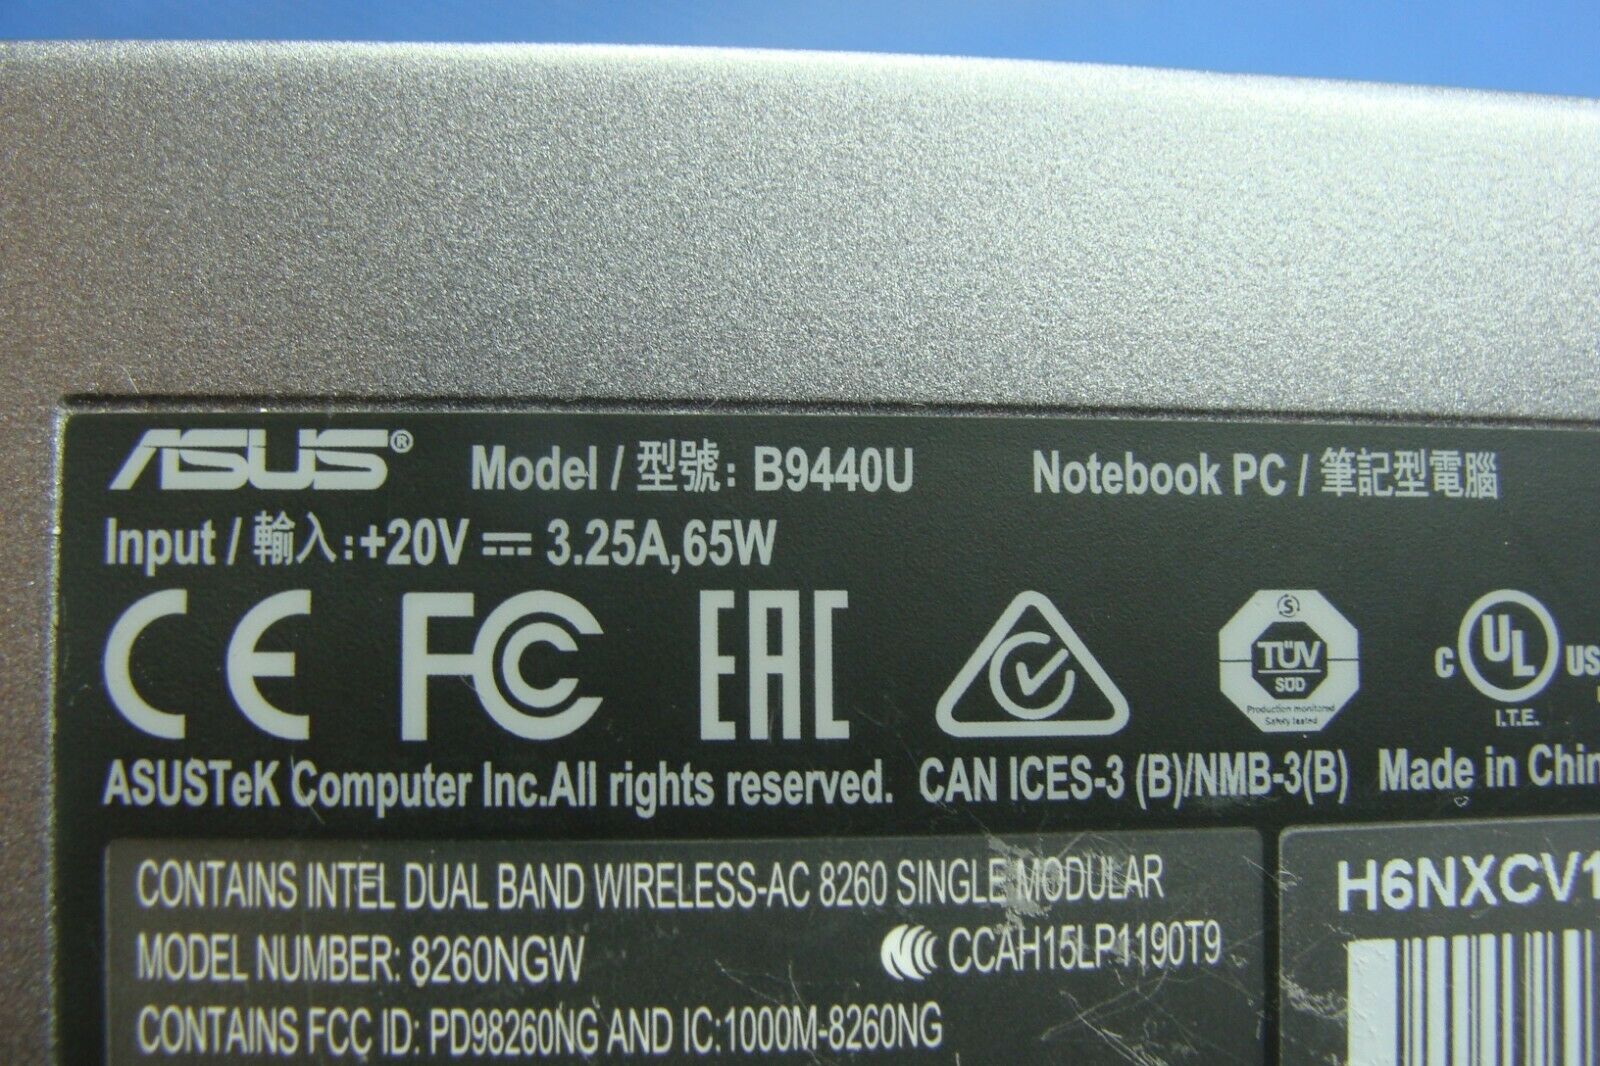 ASUS® Model / 型號: B9440U Notebook PC / 筆記型電腦
Input / 輸入:+20V ⎓ 3.25A,65W
CE FC EAC TÜV SÜD Production monitored Safety tested C UL US I.T.E.
ASUSTeK Computer Inc.All rights reserved. CAN ICES-3 (B)/NMB-3(B) Made in Chin
CONTAINS INTEL DUAL BAND WIRELESS-AC 8260 SINGLE MODULAR
MODEL NUMBER: 8260NGW CCAH15LP1190T9
CONTAINS FCC ID: PD98260NG AND IC:1000M-8260NG
H6NXCV1